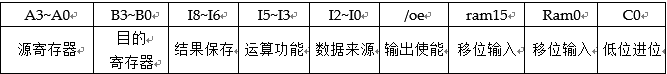 A3~A0 B3~B0 I8~I6 I5~I3 I2~I0 /oe ram15 Ram0 C0
源寄存器 目的寄存器 结果保存 运算功能 数据来源 输出使能 移位输入 移位输入 低位进位